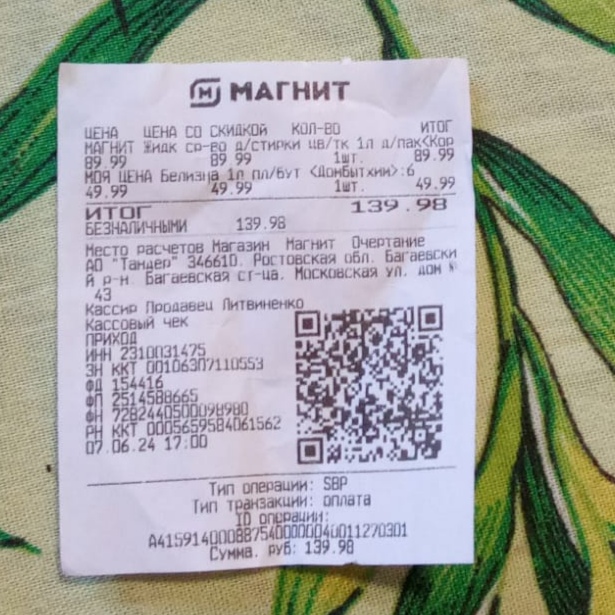 МАГНИТ
ЦЕНА ЦЕНА СО СКИДКОЙ КОЛ-ВО ИТОГ
МАГНИТ Жидк ср-во д/стирки цв/тк 1л д/пак<Кор
89.99 89 99 1шт. 89.99
МОЯ ЦЕНА Белизна 1л пл/бут <Домбытхим>:6
49.99 49.99 1шт. 49.99
ИТОГ 139.98
БЕЗНАЛИЧНЫМИ 139.98
Место расчетов Магазин Магнит Очертание
АО "Тандер" 346610. Ростовская обл. Багаевски
й р-н. Багаевская ст-ца. Московская ул. дом №
43
Кассир Продавец Литвиненко
Кассовый чек
ПРИХОД
ИНН 2310031475
ЗН ККТ 00106307110553
ФД 154416
ФП 2514588665
ФН 7282440500098980
РН ККТ 0005659584061562
07.06.24 17:00
Тип операции: SBP
Тип транзакции: оплата
ID операции:
A41591400088754000004001127 0301
Сумма. руб: 139.98